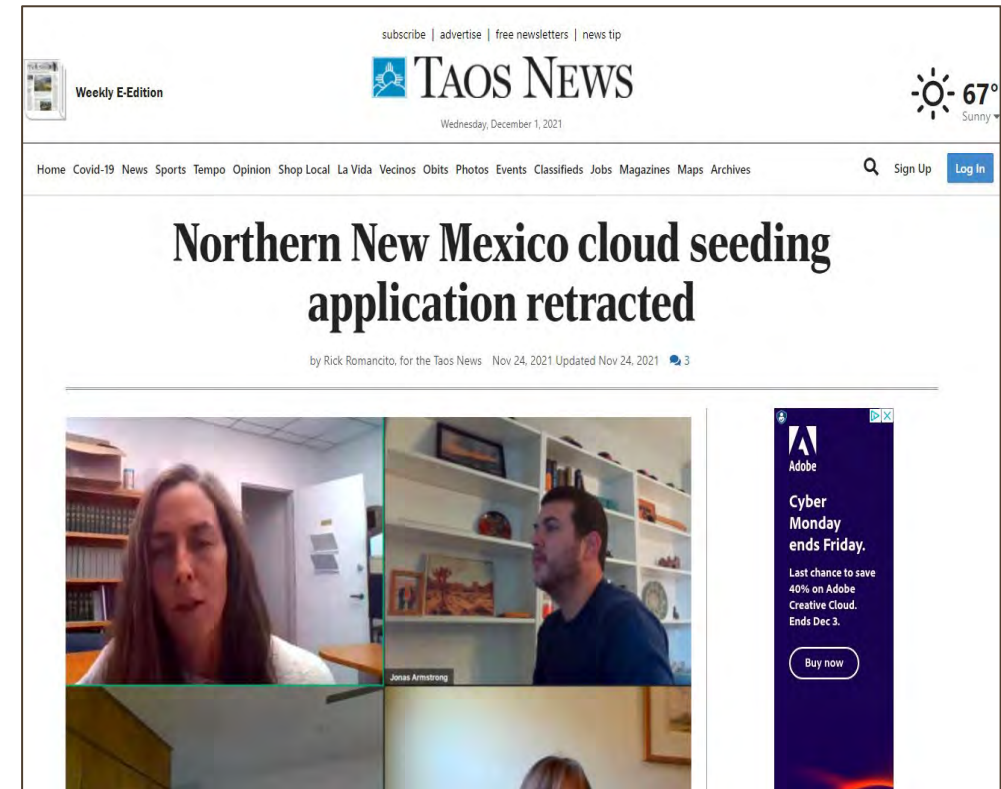 subscribe | advertise | free newsletters | news tip
Weekly E-Edition
TAOS NEWS
Wednesday, December 1, 2021
67°
Sunny
Home Covid-19 News Sports Tempo Opinion Shop Local La Vida Vecinos Obits Photos Events Classifieds Jobs Magazines Maps Archives
Sign Up
Log In
Northern New Mexico cloud seeding
application retracted
by Rick Romancito, for the Taos News Nov 24, 2021 Updated Nov 24, 2021 3
Jonas Armstrong
Adobe
Cyber
Monday
ends Friday.
Last chance to save
40% on Adobe
Creative Cloud.
Ends Dec 3.
Buy now